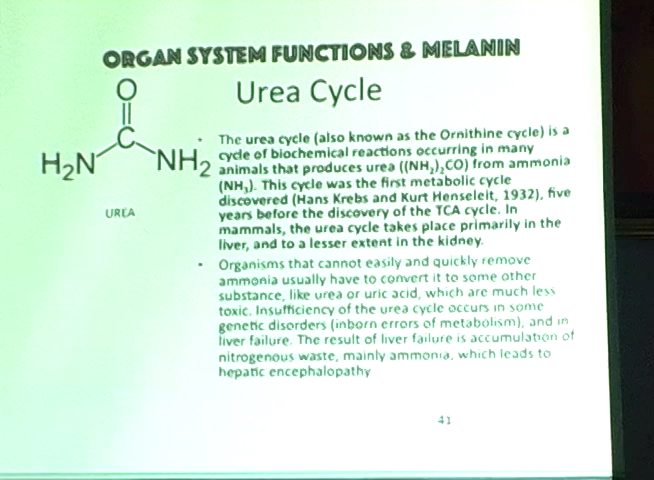 ORGAN SYSTEM FUNCTIONS & MELANIN
Urea Cycle
O
C
H₂N
NH₂
UREA
• The urea cycle (also known as the Ornithine cycle) is a
cycle of biochemical reactions occurring in many
animals that produces urea ((NH₂)₂CO) from ammonia
(NH₃). This cycle was the first metabolic cycle
discovered (Hans Krebs and Kurt Henseleit, 1932), five
years before the discovery of the TCA cycle. In
mammals, the urea cycle takes place primarily in the
liver, and to a lesser extent in the kidney.
• Organisms that cannot easily and quickly remove
ammonia usually have to convert it to some other
substance, like urea or uric acid, which are much less
toxic. Insufficiency of the urea cycle occurs in some
genetic disorders (inborn errors of metabolism), and in
liver failure. The result of liver failure is accumulation of
nitrogenous waste, mainly ammonia, which leads to
hepatic encephalopathy
41